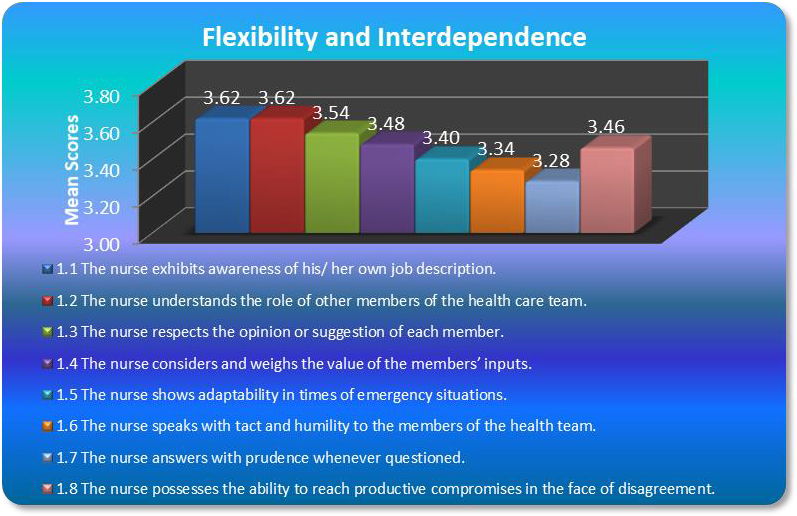 Flexibility and Interdependence
Mean Scores
3.80
3.60
3.40
3.20
3.00
3.62
3.62
3.54
3.48
3.40
3.34
3.28
3.46
1.1 The nurse exhibits awareness of his/ her own job description.
1.2 The nurse understands the role of other members of the health care team.
1.3 The nurse respects the opinion or suggestion of each member.
1.4 The nurse considers and weighs the value of the members’ inputs.
1.5 The nurse shows adaptability in times of emergency situations.
1.6 The nurse speaks with tact and humility to the members of the health team.
1.7 The nurse answers with prudence whenever questioned.
1.8 The nurse possesses the ability to reach productive compromises in the face of disagreement.